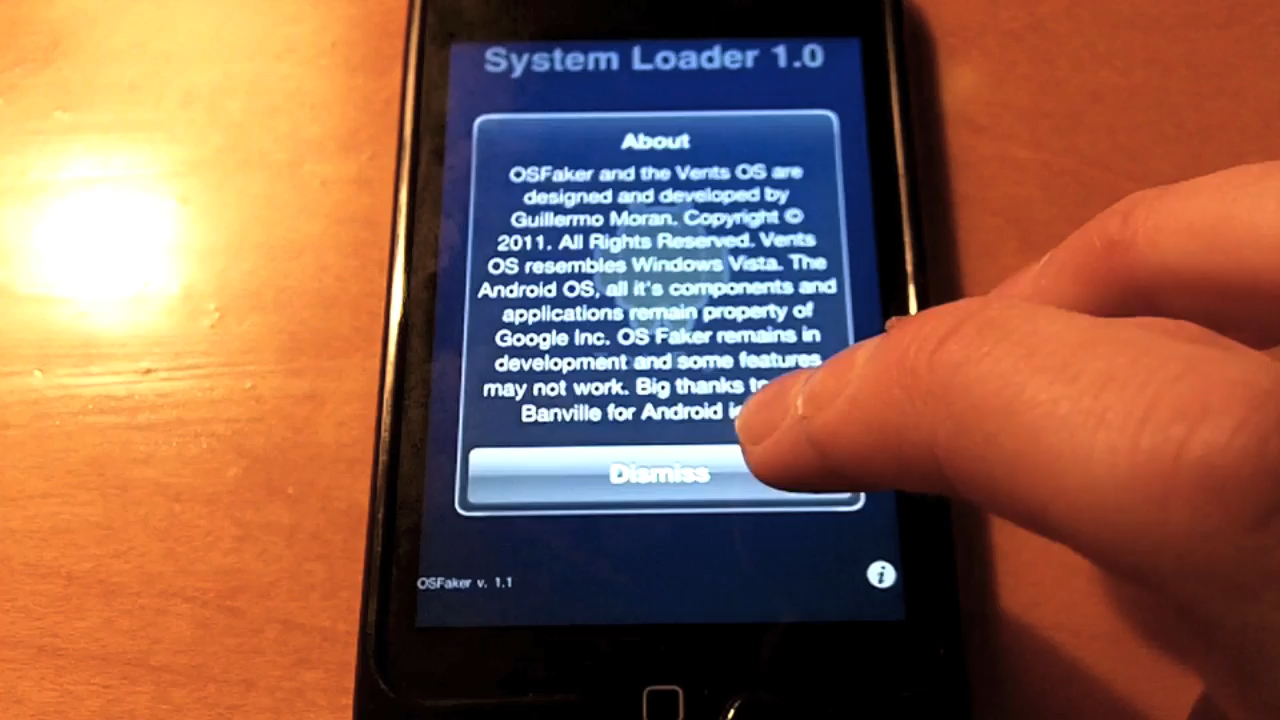 System Loader 1.0
About
OSFaker and the Vents OS are
designed and developed by
Guillermo Moran. Copyright ©
2011. All Rights Reserved. Vents
OS resembles Windows Vista. The
Android OS, all it's components and
applications remain property of
Google Inc. OS Faker remains in
development and some features
may not work. Big thanks
Banville for Android
Dismiss
OSFaker v. 1.1
i